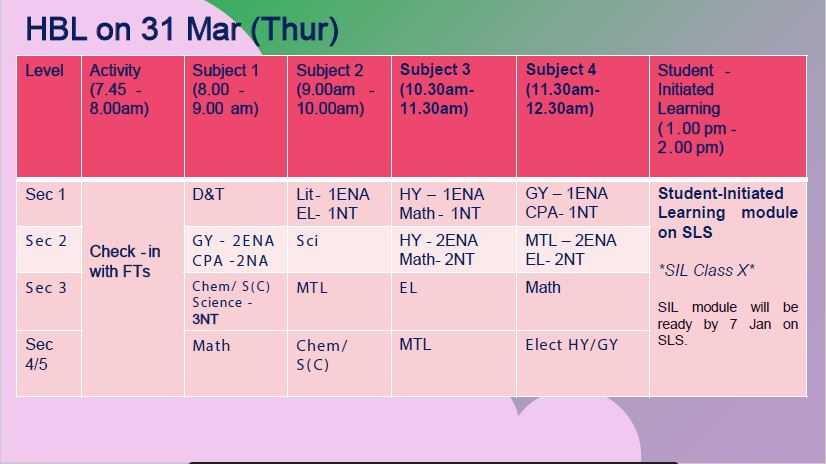 HBL on 31 Mar (Thur)
Level
Activity
(7.45 -
8.00am)
Subject 1
(8.00 -
9.00 am)
Subject 2
(9.00am -
10.00am)
Subject 3
(10.30am-
11.30am)
Subject 4
(11.30am-
12.30am)
Student -
Initiated
Learning
(1.00 pm -
2.00 pm)
Sec 1
Check -in
with FTs
D&T
Lit- 1ENA
EL- 1NT
HY – 1ENA
Math - 1NT
GY – 1ENA
CPA- 1NT
Student-Initiated
Learning module
on SLS
*SIL Class X*
SIL module will be
ready by 7 Jan on
SLS.
Sec 2
GY - 2ENA
CPA -2NA
Sci
HY - 2ENA
Math- 2NT
MTL – 2ENA
EL- 2NT
Sec 3
Chem/ S(C)
Science -
3NT
MTL
EL
Math
Sec
4/5
Math
Chem/
S(C)
MTL
Elect HY/GY